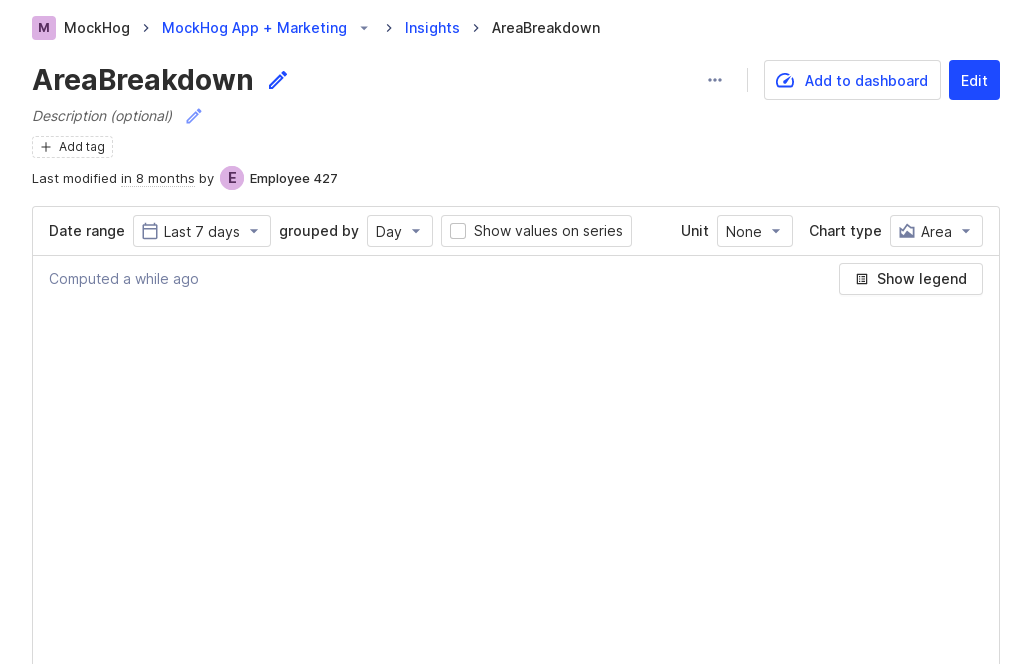 M MockHog MockHog App + Marketing Insights AreaBreakdown
AreaBreakdown
Add to dashboard Edit
Description (optional)
Add tag
Last modified in 8 months by E Employee 427
Date range Last 7 days grouped by Day Show values on series Unit None Chart type Area
Computed a while ago Show legend